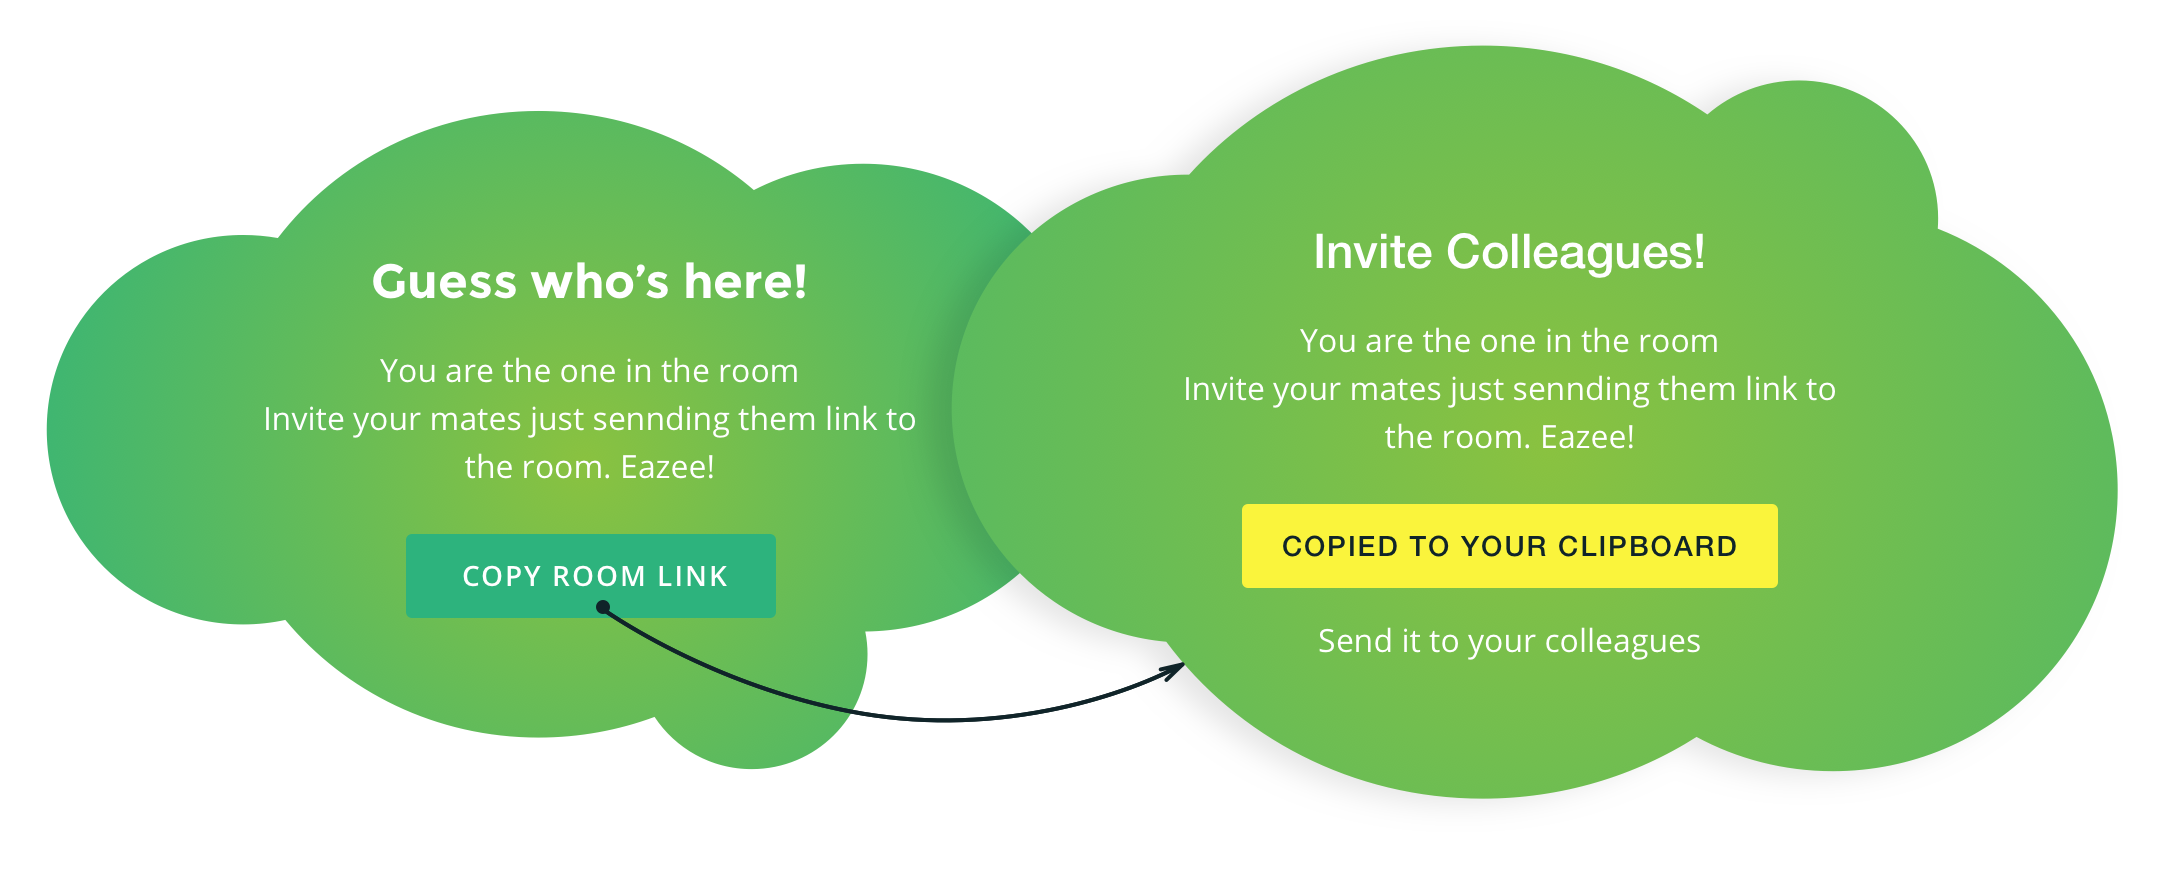 Guess who’s here!
You are the one in the room
Invite your mates just sennding them link to
the room. Eazee!
COPY ROOM LINK
Invite Colleagues!
You are the one in the room
Invite your mates just sennding them link to
the room. Eazee!
COPIED TO YOUR CLIPBOARD
Send it to your colleagues